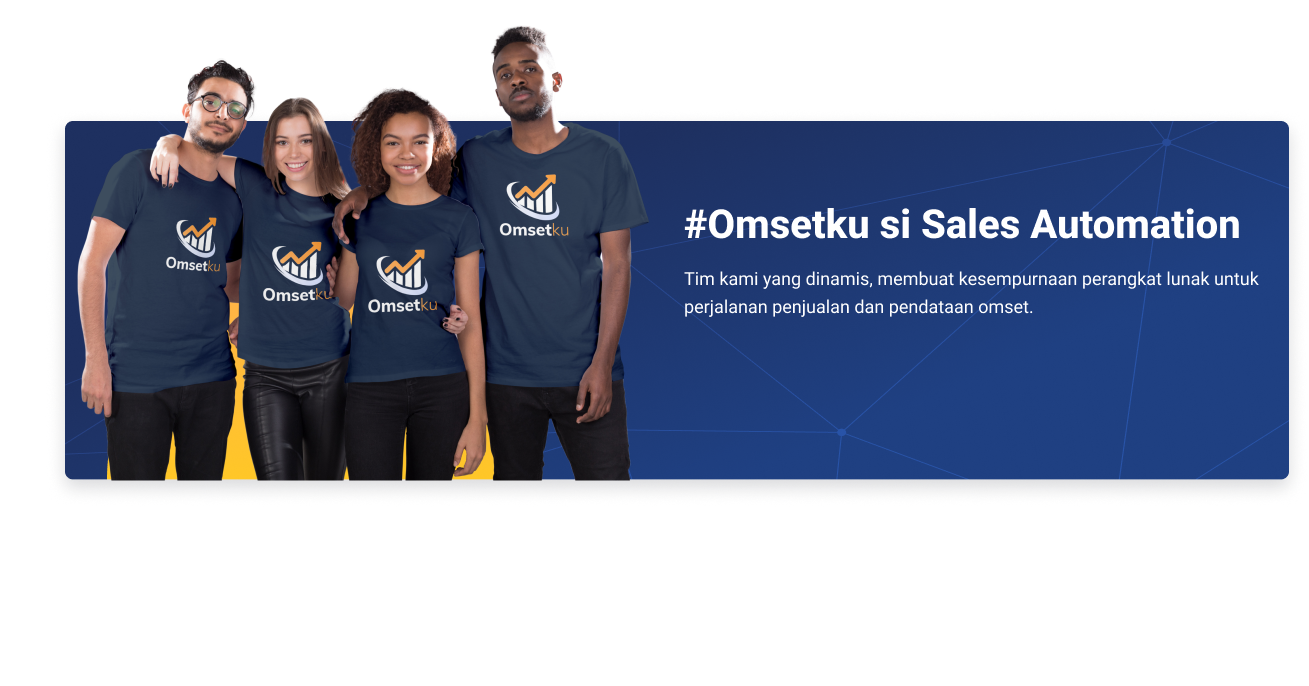 Omsetku
Omsetku
Omsetku
Omsetku
#Omsetku si Sales Automation
Tim kami yang dinamis, membuat kesempurnaan perangkat lunak untuk
perjalanan penjualan dan pendataan omset.